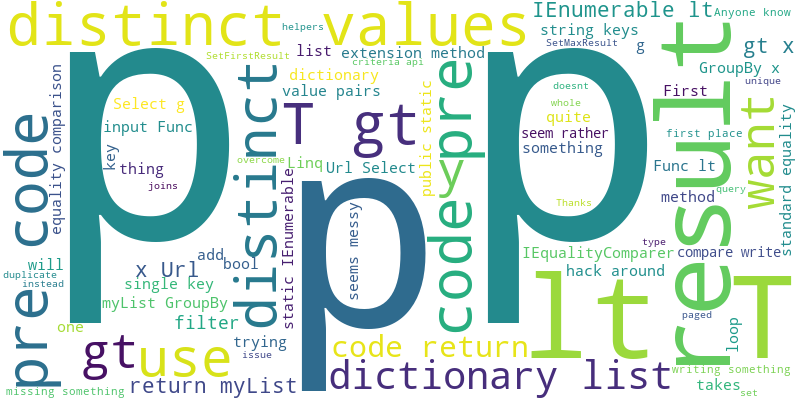 distinct values
IEnumerable lt
Anyone know
helpers
string keys
SetMaxResult
g
SetFirstResult
list
extension method
criteria api
gt x
dictionary
value pairs
GroupBy x
doesnt
unique
First
whole
Select g
T gt
quite
input Func
seem rather
first place
something
p
p
p
pre code
equality comparison
key
thing
joins
distinct
overcome
Linq
Url Select
public static
y
pre
code
result
want
standard equality
Func lt
method
query
Thanks
static IEnumerable
seems messy
type
IEqualityComparer
compare write
will
add
bool
x Url
hack around
duplicate
instead
single key
myList GroupBy
lt
T
paged
loop
one
filter
trying
issue
gt
use
code return
dictionary list
writing something
takes
set
missing something
return myList